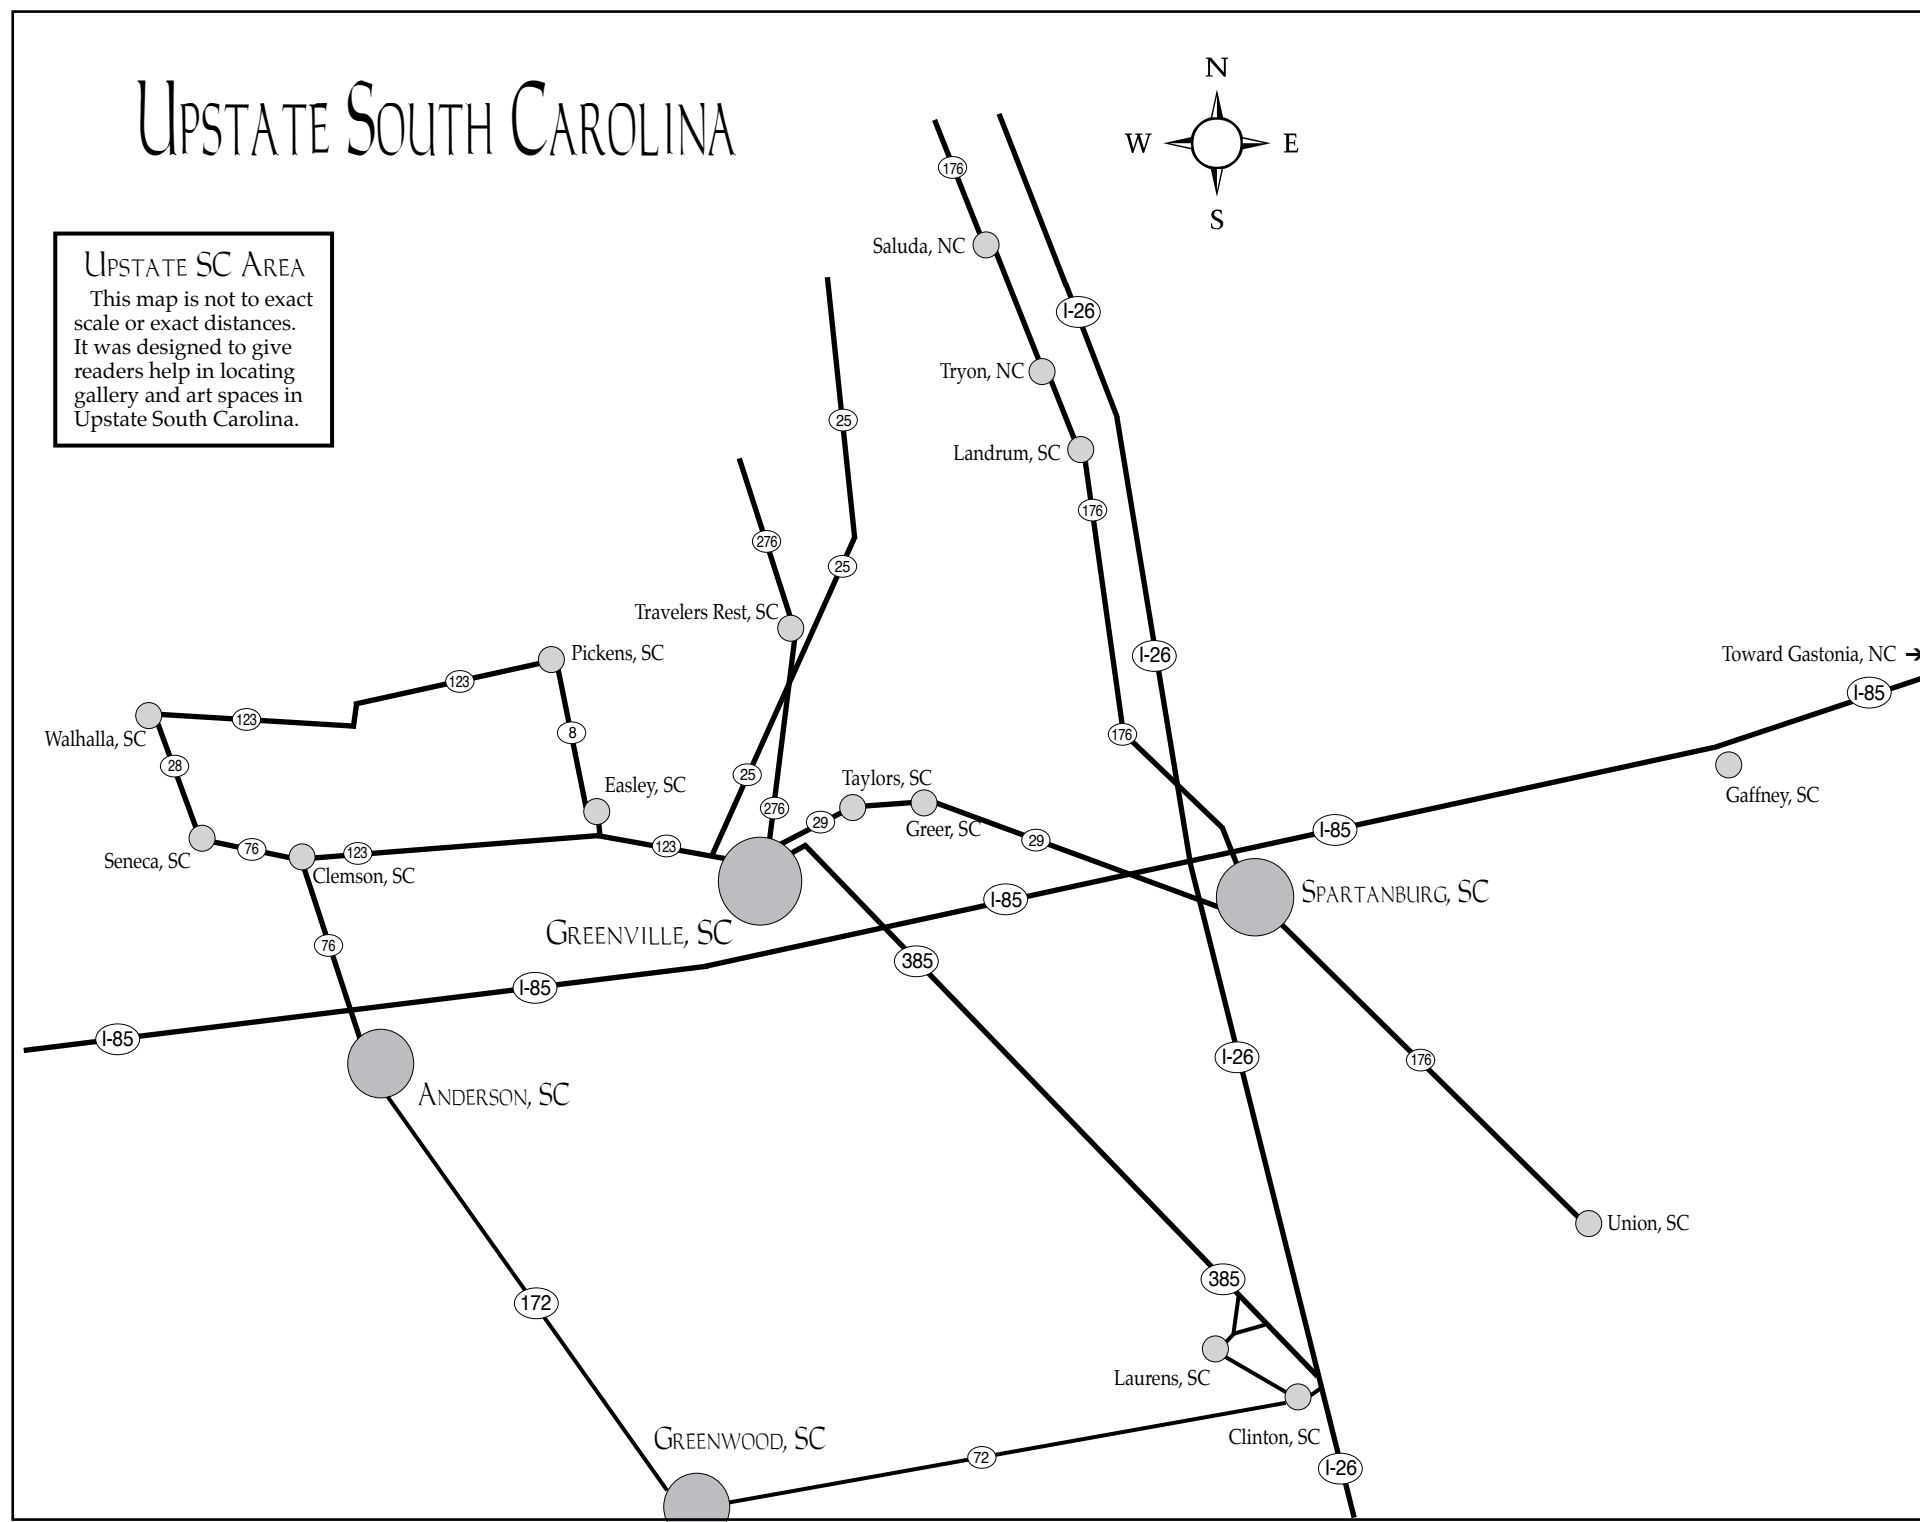 Upstate South Carolina
N
W E
S
Upstate SC Area
This map is not to exact
scale or exact distances.
It was designed to give
readers help in locating
gallery and art spaces in
Upstate South Carolina.
176
Saluda, NC
I-26
Tryon, NC
25
Landrum, SC
176
276
25
Travelers Rest, SC
Pickens, SC
I-26
Toward Gastonia, NC ➔
123
I-85
123
Walhalla, SC
8
176
28
25
Taylors, SC
Gaffney, SC
Easley, SC
276
29
Greer, SC
I-85
29
Seneca, SC
76
123
123
Clemson, SC
Spartanburg, SC
I-85
Greenville, SC
76
385
I-85
I-85
I-26
176
Anderson, SC
Union, SC
385
172
Laurens, SC
Greenwood, SC
Clinton, SC
72
I-26